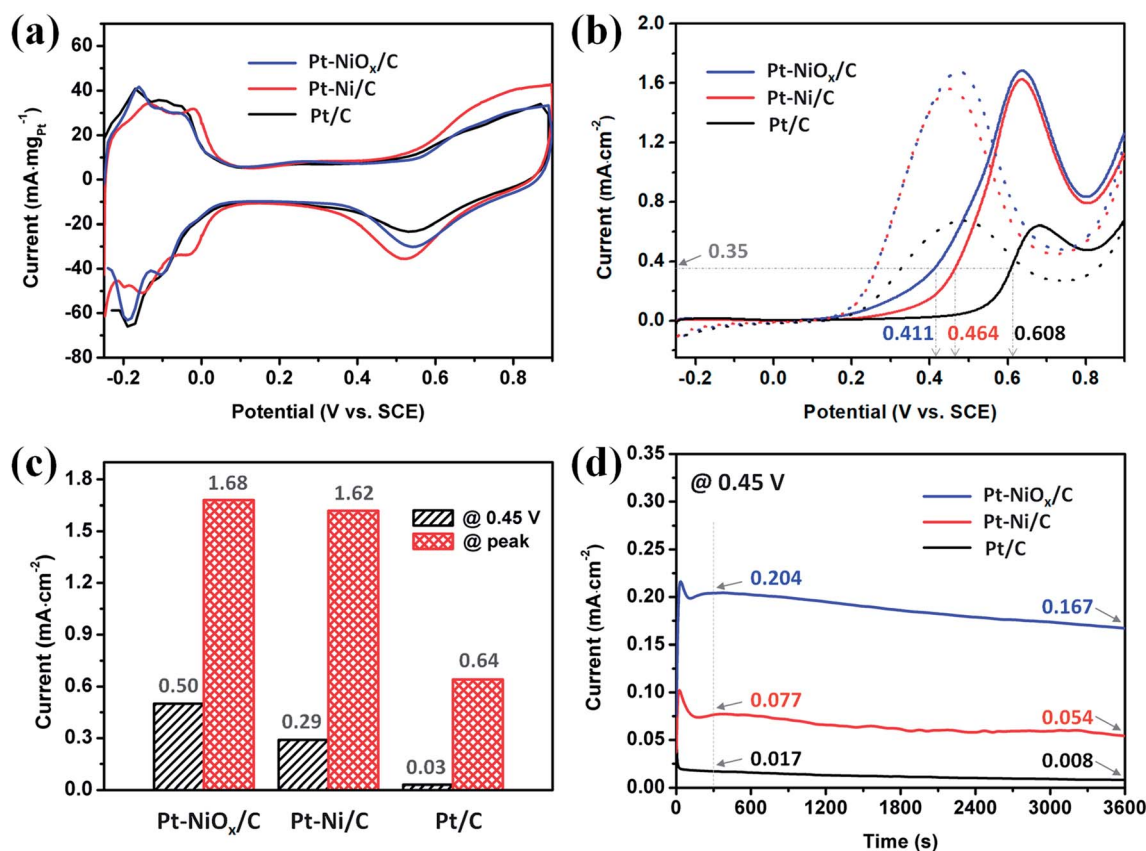 (a)
80
60
40
20
0
-20
-40
-60
-80
Current (mA·mg⁻¹Pt)
Pt-NiOₓ/C
Pt-Ni/C
Pt/C
-0.2 0.0 0.2 0.4 0.6 0.8
Potential (V vs. SCE)
(b)
2.0
1.6
1.2
0.8
0.4
0.0
Current (mA·cm⁻²)
Pt-NiOₓ/C
Pt-Ni/C
Pt/C
0.35
0.411 0.464 0.608
-0.2 0.0 0.2 0.4 0.6 0.8
Potential (V vs. SCE)
(c)
1.8
1.5
1.2
0.9
0.6
0.3
0.0
Current (mA·cm⁻²)
@ 0.45 V
@ peak
1.68
1.62
0.50
0.29
0.03
0.64
Pt-NiOₓ/C Pt-Ni/C Pt/C
(d)
0.35
0.30
0.25
0.20
0.15
0.10
0.05
0.00
Current (mA·cm⁻²)
@ 0.45 V
Pt-NiOₓ/C
Pt-Ni/C
Pt/C
0.204
0.167
0.077
0.054
0.017
0.008
0 600 1200 1800 2400 3000 3600
Time (s)